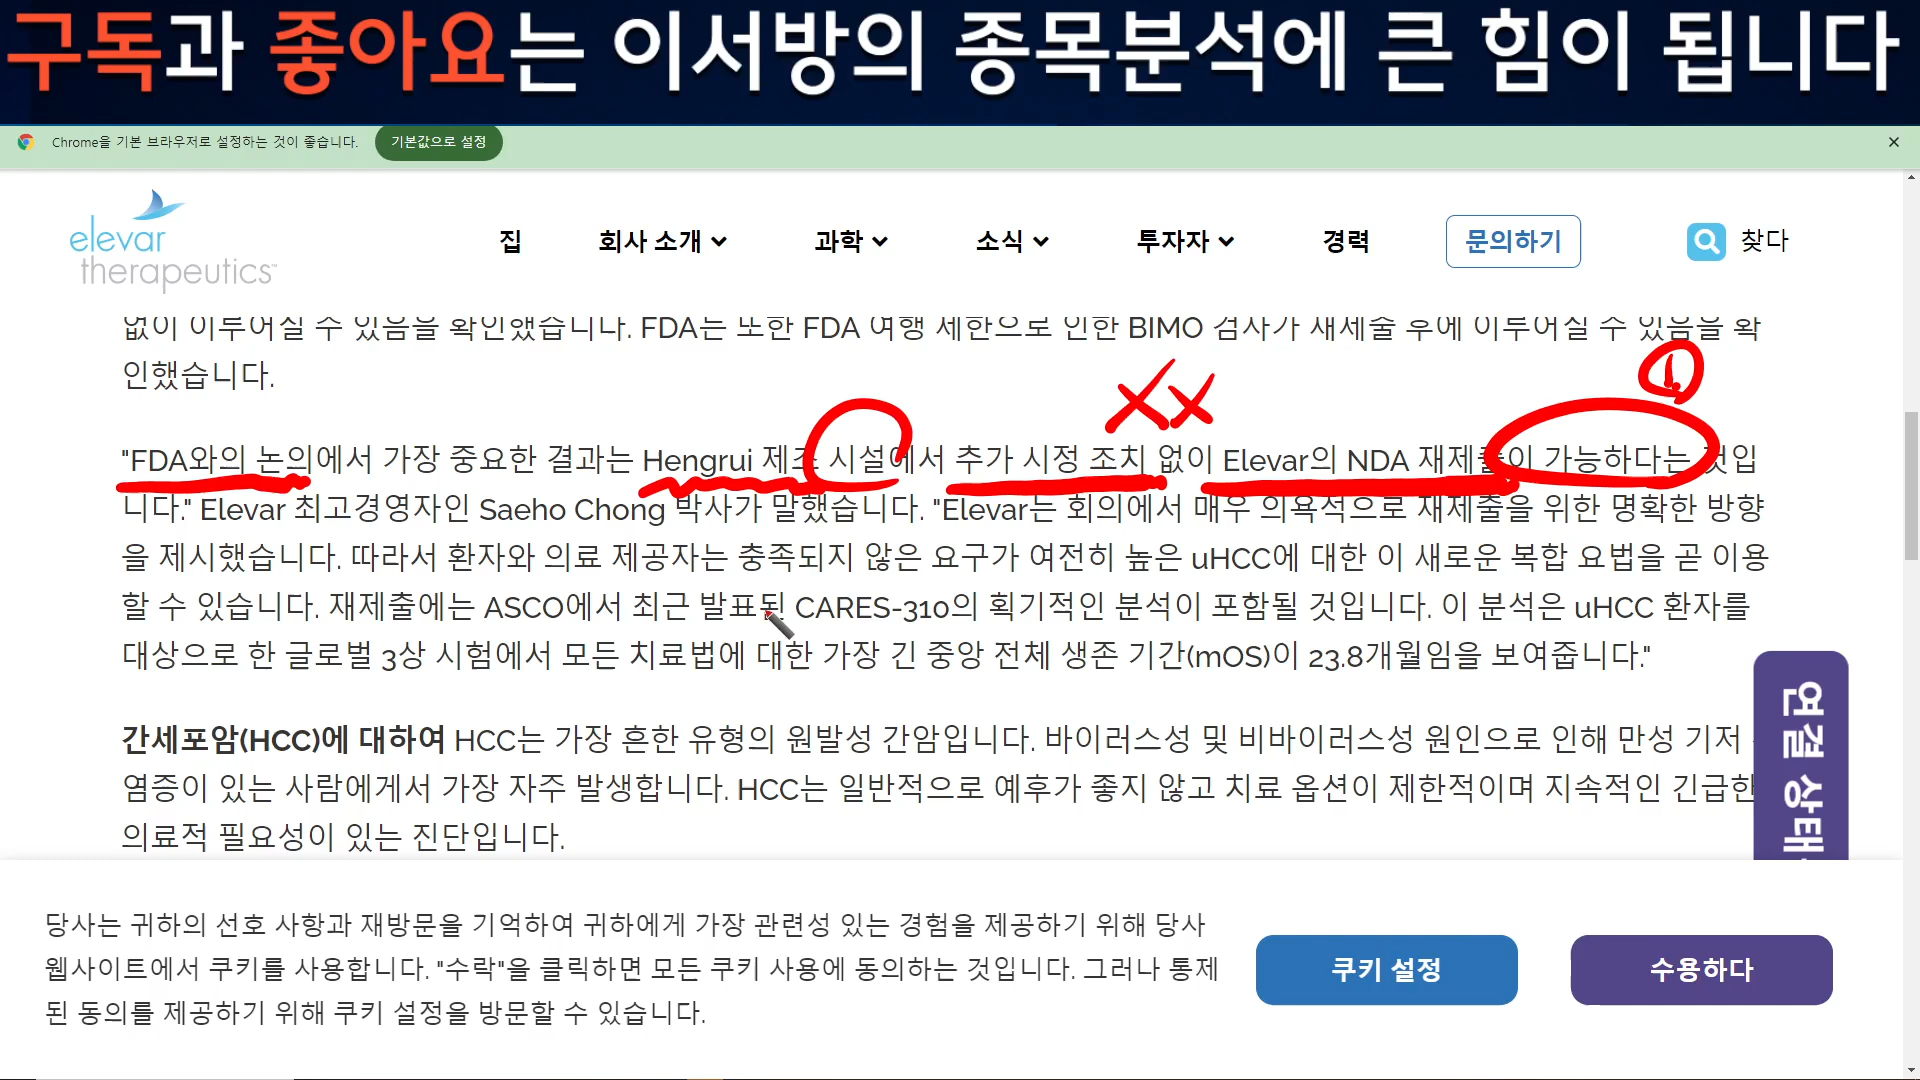 구독과 좋아요는 이서방의 종목분석에 큰 힘이 됩니다
Chrome을 기본 브라우저로 설정하는 것이 좋습니다. 기본값으로 설정
elevar
therapeutics™
집 회사 소개 과학 소식 투자자 경력 문의하기 찾다
없이 이루어질 수 있음을 확인했습니다. FDA는 또한 FDA 여행 제한으로 인한 BIMO 검사가 재제출 후에 이루어질 수 있음을 확
인했습니다.
XX
①
"FDA와의 논의에서 가장 중요한 결과는 Hengrui 제조 시설에서 추가 시정 조치 없이 Elevar의 NDA 재제출이 가능하다는 것입
니다." Elevar 최고경영자인 Saeho Chong 박사가 말했습니다. "Elevar는 회의에서 매우 의욕적으로 재제출을 위한 명확한 방향
을 제시했습니다. 따라서 환자와 의료 제공자는 충족되지 않은 요구가 여전히 높은 uHCC에 대한 이 새로운 복합 요법을 곧 이용
할 수 있습니다. 재제출에는 ASCO에서 최근 발표된 CARES-310의 획기적인 분석이 포함될 것입니다. 이 분석은 uHCC 환자를
대상으로 한 글로벌 3상 시험에서 모든 치료법에 대한 가장 긴 중앙 전체 생존 기간(mOS)이 23.8개월임을 보여줍니다."
간세포암(HCC)에 대하여 HCC는 가장 흔한 유형의 원발성 간암입니다. 바이러스성 및 비바이러스성 원인으로 인해 만성 기저
염증이 있는 사람에게서 가장 자주 발생합니다. HCC는 일반적으로 예후가 좋지 않고 치료 옵션이 제한적이며 지속적인 긴급한
의료적 필요성이 있는 진단입니다.
연결 상태
당사는 귀하의 선호 사항과 재방문을 기억하여 귀하에게 가장 관련성 있는 경험을 제공하기 위해 당사
웹사이트에서 쿠키를 사용합니다. "수락"을 클릭하면 모든 쿠키 사용에 동의하는 것입니다. 그러나 통제
된 동의를 제공하기 위해 쿠키 설정을 방문할 수 있습니다.
쿠키 설정
수용하다